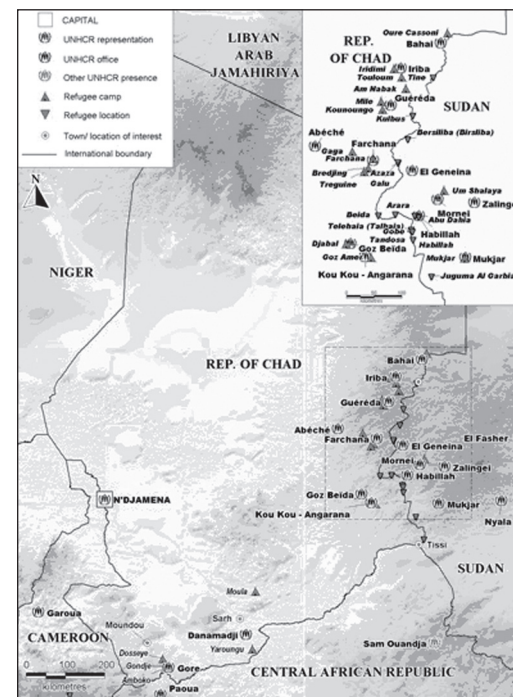 CAPITAL
UNHCR representation
UNHCR office
Other UNHCR presence
Refugee camp
Refugee location
Town/ location of interest
International boundary
N
LIBYAN
ARAB
JAMAHIRIYA
REP.
OF CHAD
Oure Cassoni
Bahai
Iridimi
Iriba
Touloum
Tine
Am Nabak
Mile
Guéréda
Kounoungo
Kulbus
SUDAN
Bersiliba (Birsliba)
Abéché
Gaga
Farchana
Farchana
Bredjing
Azaza
Treguine
Galu
El Geneina
Um Shalaya
Zalingei
Arara
Mornei
Abu Dahia
Beida
Telehaia (Talhaia)
Habillah
Gobe
Tandosa
Habillah
Djabal
Goz Beïda
Goz Amer
Mukjar
Mukjar
Kou Kou - Angarana
Juguma Al Garbia
NIGER
REP. OF CHAD
Bahai
Iriba
Guéréda
Abéché
Farchana
El Fasher
El Geneina
Mornei
Zalingei
Habillah
Goz Beïda
Mukjar
Kou Kou - Angarana
Nyala
N'DJAMENA
Tissi
SUDAN
Moula
Garoua
Moundou
Sarh
Danamadji
CAMEROON
Yaroungu
Sam Ouandja
Dosseye
Gondje
Gore
Amboko
Paoua
CENTRAL AFRICAN REPUBLIC
0 100 200
kilometres